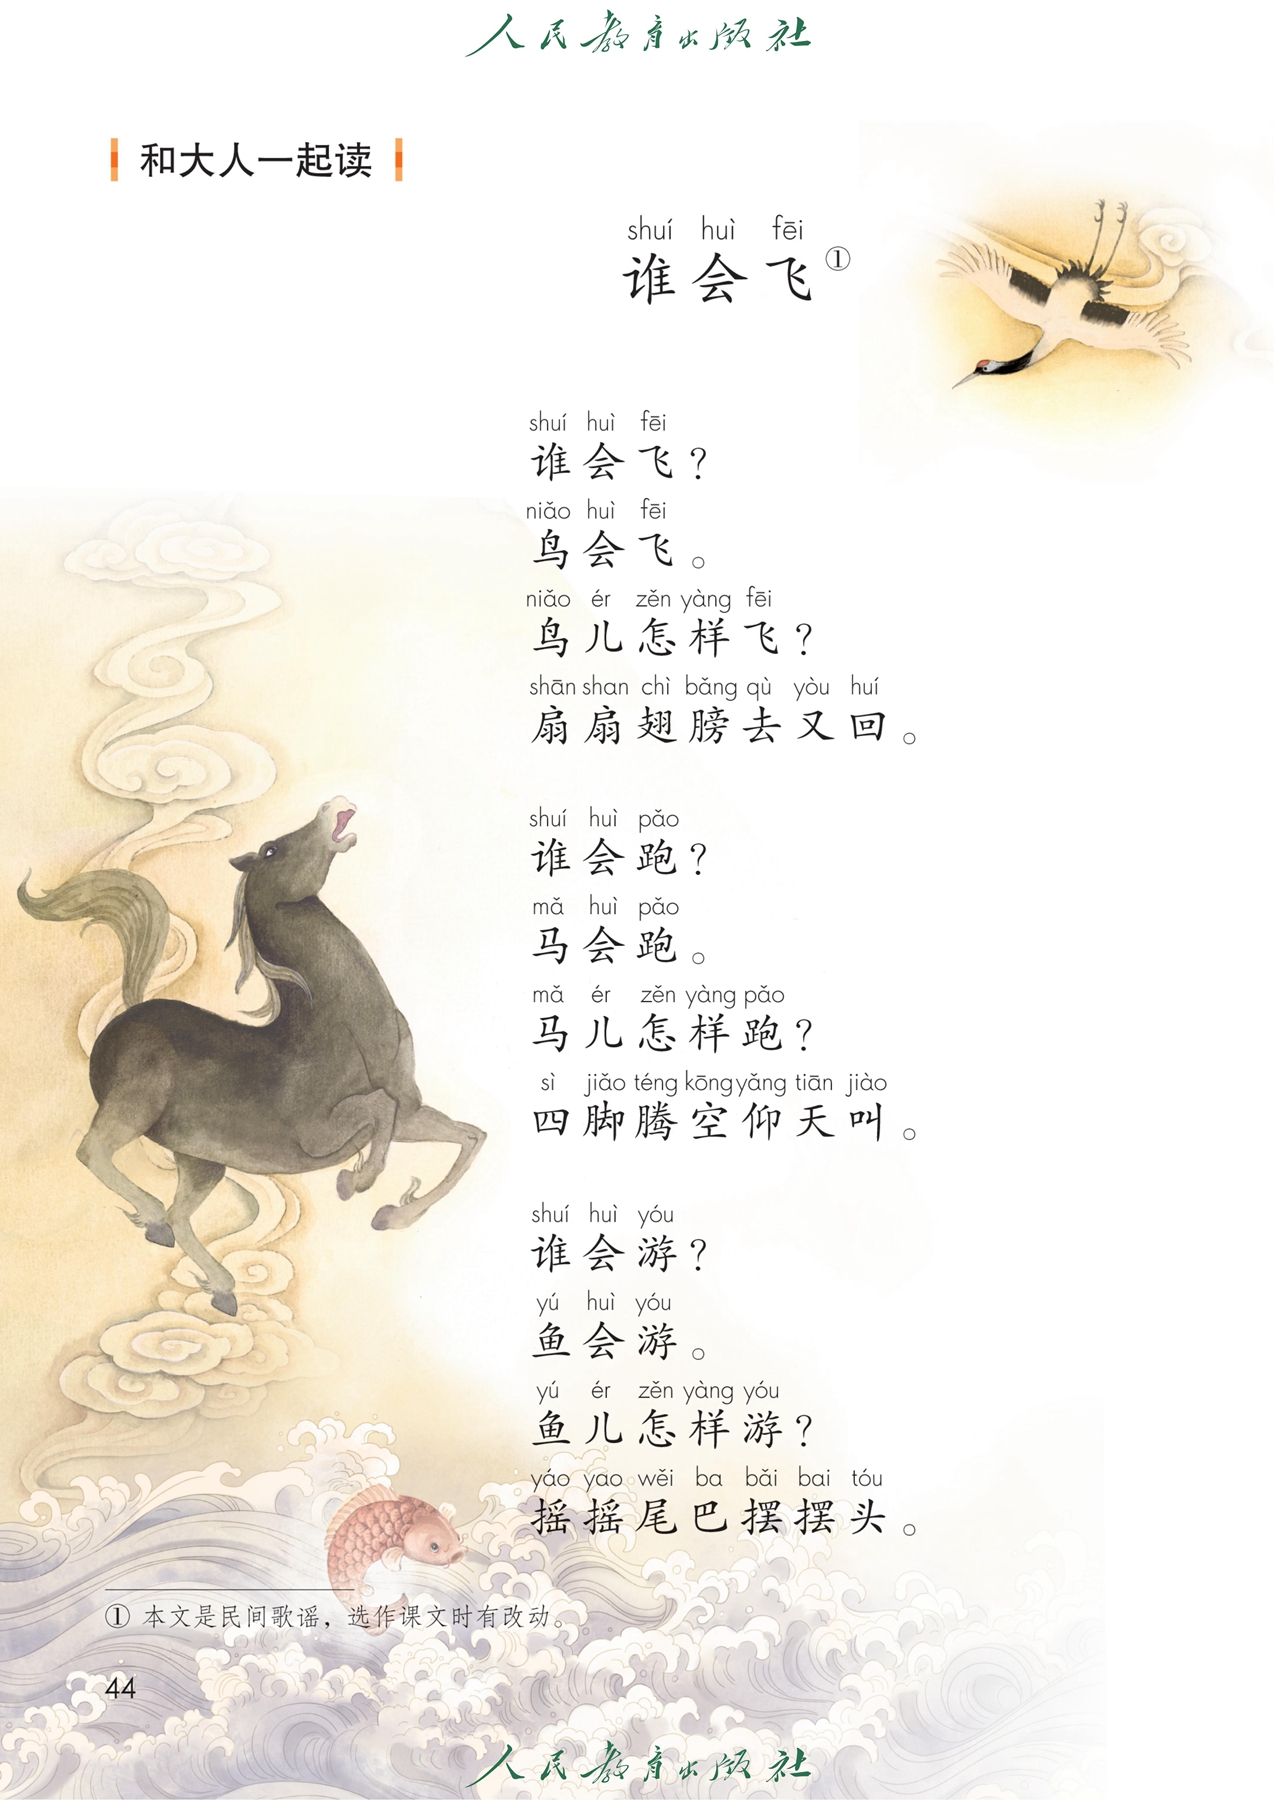 人民教育出版社
和大人一起读
shuí huì fēi
谁会飞①
shuí huì fēi
谁会飞？
niǎo huì fēi
鸟会飞。
niǎo ér zěn yàng fēi
鸟儿怎样飞？
shān shan chì bǎng qù yòu huí
扇扇翅膀去又回。
shuí huì pǎo
谁会跑？
mǎ huì pǎo
马会跑。
mǎ ér zěn yàng pǎo
马儿怎样跑？
sì jiǎo téng kōng yǎng tiān jiào
四脚腾空仰天叫。
shuí huì yóu
谁会游？
yú huì yóu
鱼会游。
yú ér zěn yàng yóu
鱼儿怎样游？
yáo yao wěi ba bǎi bai tóu
摇摇尾巴摆摆头。
① 本文是民间歌谣，选作课文时有改动。
44
人民教育出版社